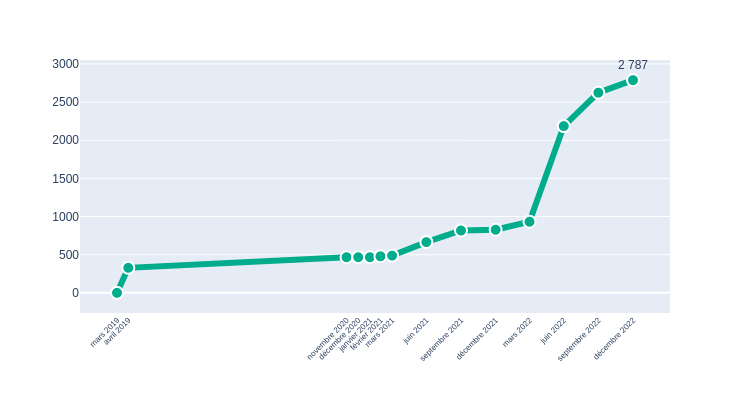 2 787
3000
2500
2000
1500
1000
500
0
mars 2019
avril 2019
novembre 2020
décembre 2020
janvier 2021
février 2021
mars 2021
juin 2021
septembre 2021
décembre 2021
mars 2022
juin 2022
septembre 2022
décembre 2022